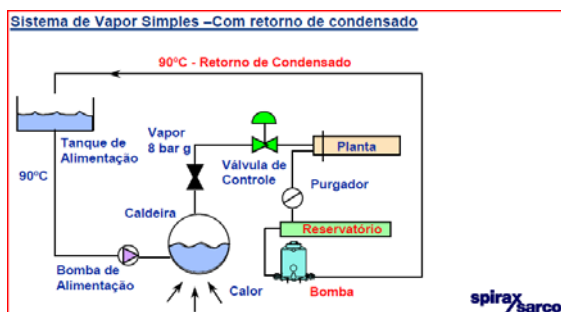 Sistema de Vapor Simples –Com retorno de condensado
90ºC - Retorno de Condensado
Tanque de
Alimentação
Vapor
8 bar g
Planta
Válvula de
Controle
90ºC
Purgador
Caldeira
Reservatório
Bomba de
Alimentação
Calor
Bomba
spirax
sarco